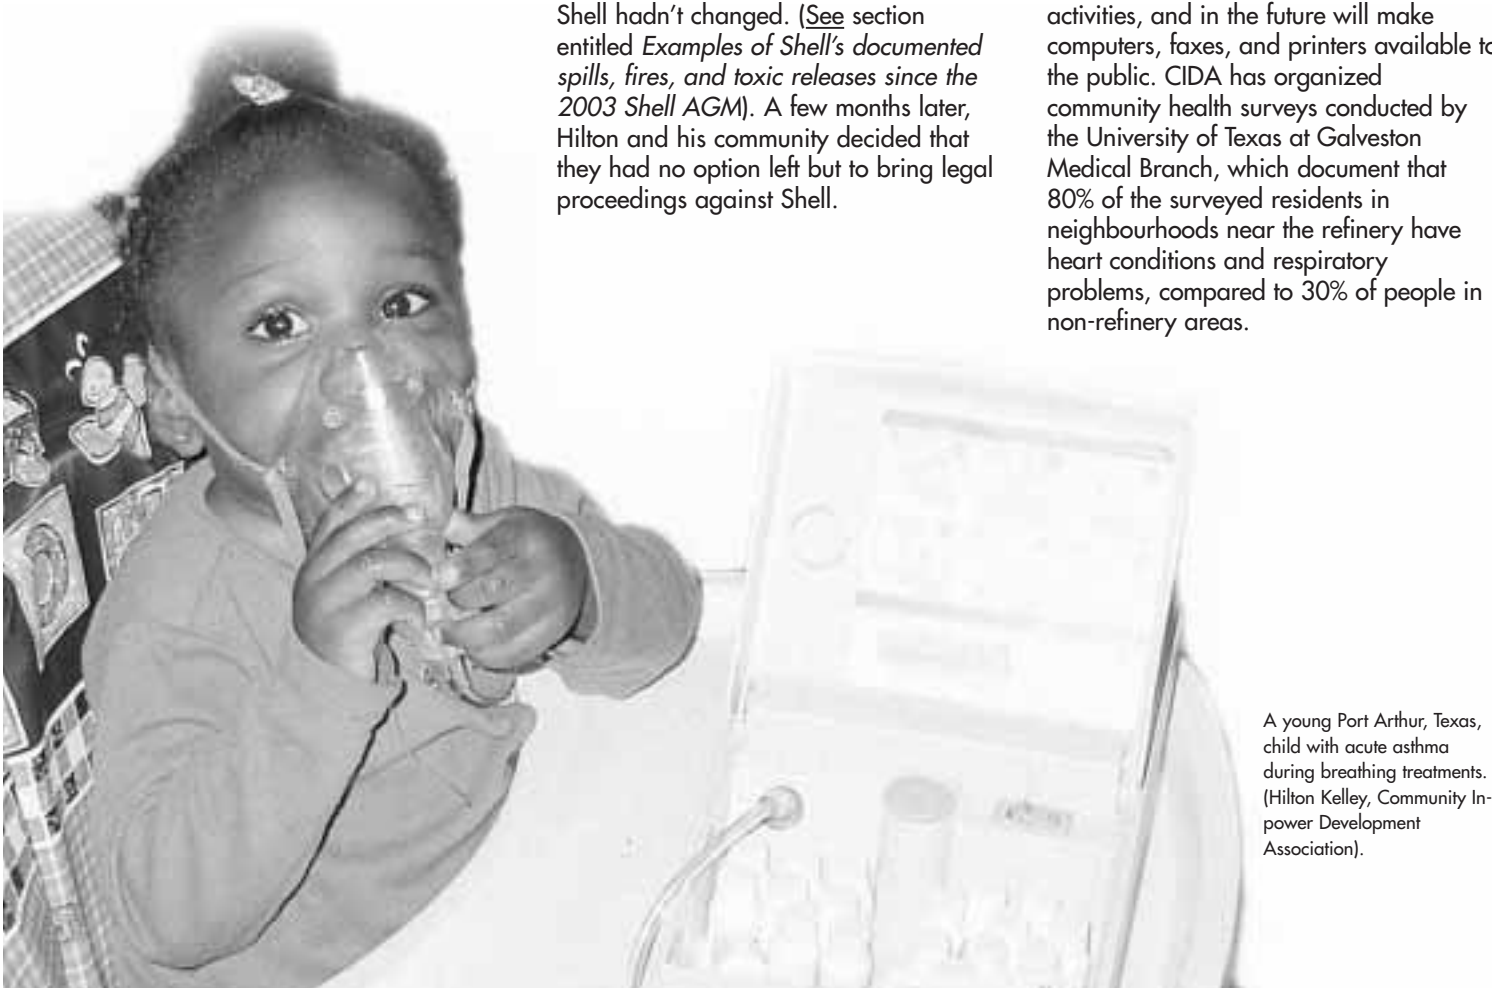 Shell hadn't changed. (See section
entitled Examples of Shell's documented
spills, fires, and toxic releases since the
2003 Shell AGM). A few months later,
Hilton and his community decided that
they had no option left but to bring legal
proceedings against Shell.
activities, and in the future will make
computers, faxes, and printers available to
the public. CIDA has organized
community health surveys conducted by
the University of Texas at Galveston
Medical Branch, which document that
80% of the surveyed residents in
neighbourhoods near the refinery have
heart conditions and respiratory
problems, compared to 30% of people in
non-refinery areas.
A young Port Arthur, Texas,
child with acute asthma
during breathing treatments.
(Hilton Kelley, Community In-
power Development
Association).